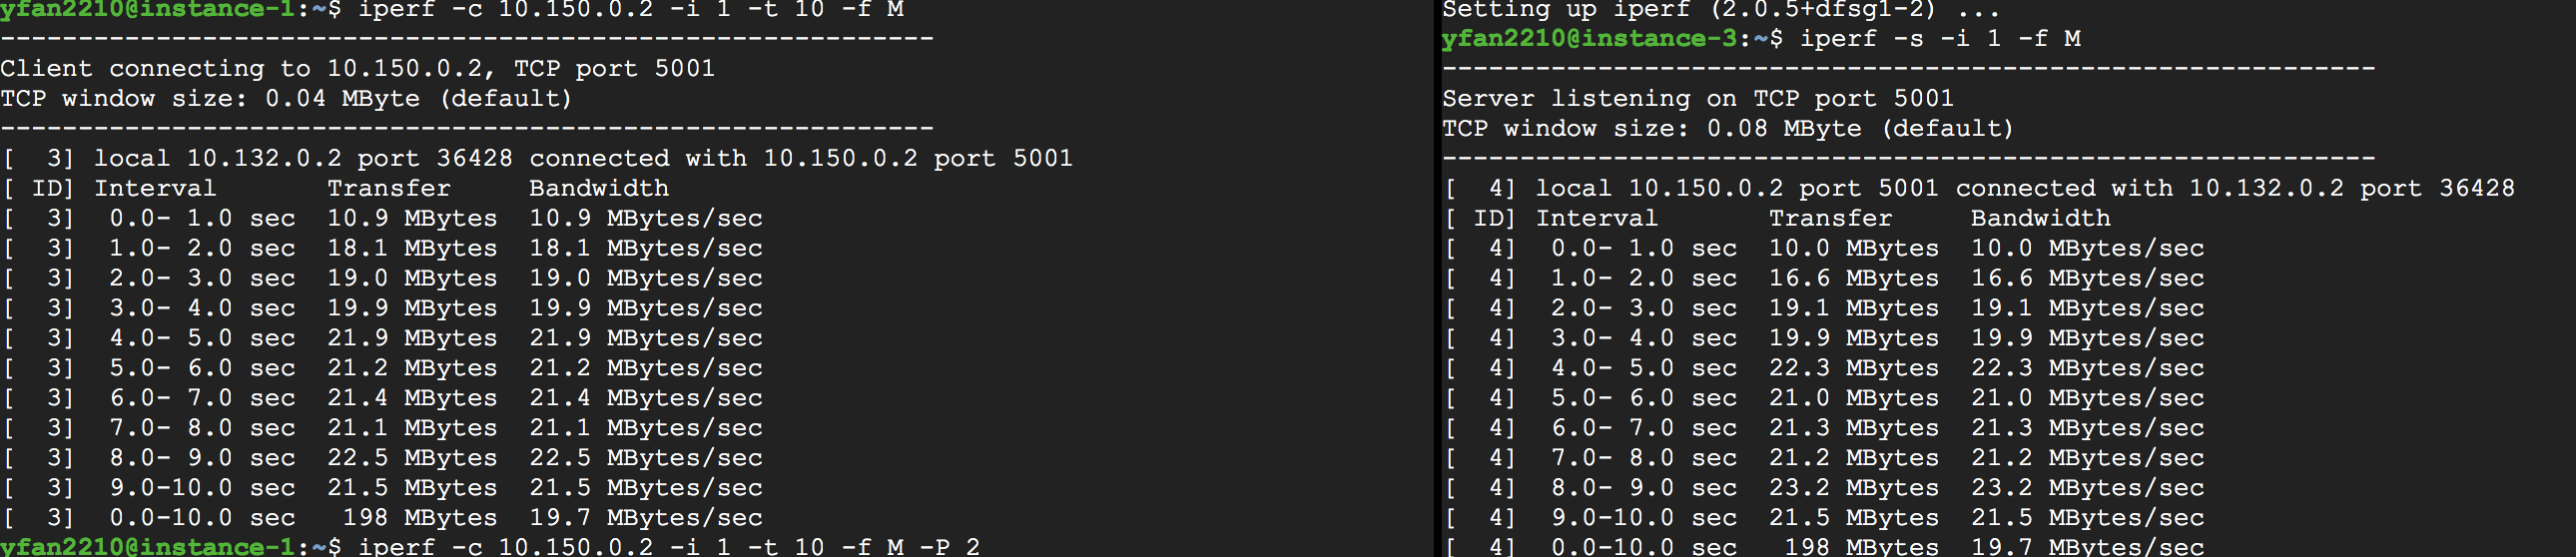 yfan2210@instance-1:~$ iperf -c 10.150.0.2 -i 1 -t 10 -f M
------------------------------------------------------------
Client connecting to 10.150.0.2, TCP port 5001
TCP window size: 0.04 MByte (default)
------------------------------------------------------------
[  3] local 10.132.0.2 port 36428 connected with 10.150.0.2 port 5001
[ ID] Interval       Transfer     Bandwidth
[  3]  0.0- 1.0 sec  10.9 MBytes  10.9 MBytes/sec
[  3]  1.0- 2.0 sec  18.1 MBytes  18.1 MBytes/sec
[  3]  2.0- 3.0 sec  19.0 MBytes  19.0 MBytes/sec
[  3]  3.0- 4.0 sec  19.9 MBytes  19.9 MBytes/sec
[  3]  4.0- 5.0 sec  21.9 MBytes  21.9 MBytes/sec
[  3]  5.0- 6.0 sec  21.2 MBytes  21.2 MBytes/sec
[  3]  6.0- 7.0 sec  21.4 MBytes  21.4 MBytes/sec
[  3]  7.0- 8.0 sec  21.1 MBytes  21.1 MBytes/sec
[  3]  8.0- 9.0 sec  22.5 MBytes  22.5 MBytes/sec
[  3]  9.0-10.0 sec  21.5 MBytes  21.5 MBytes/sec
[  3]  0.0-10.0 sec   198 MBytes  19.7 MBytes/sec
yfan2210@instance-1:~$ iperf -c 10.150.0.2 -i 1 -t 10 -f M -P 2
Setting up iperf (2.0.5+dfsg1-2) ...
yfan2210@instance-3:~$ iperf -s -i 1 -f M
------------------------------------------------------------
Server listening on TCP port 5001
TCP window size: 0.08 MByte (default)
------------------------------------------------------------
[  4] local 10.150.0.2 port 5001 connected with 10.132.0.2 port 36428
[ ID] Interval       Transfer     Bandwidth
[  4]  0.0- 1.0 sec  10.0 MBytes  10.0 MBytes/sec
[  4]  1.0- 2.0 sec  16.6 MBytes  16.6 MBytes/sec
[  4]  2.0- 3.0 sec  19.1 MBytes  19.1 MBytes/sec
[  4]  3.0- 4.0 sec  19.9 MBytes  19.9 MBytes/sec
[  4]  4.0- 5.0 sec  22.3 MBytes  22.3 MBytes/sec
[  4]  5.0- 6.0 sec  21.0 MBytes  21.0 MBytes/sec
[  4]  6.0- 7.0 sec  21.3 MBytes  21.3 MBytes/sec
[  4]  7.0- 8.0 sec  21.2 MBytes  21.2 MBytes/sec
[  4]  8.0- 9.0 sec  23.2 MBytes  23.2 MBytes/sec
[  4]  9.0-10.0 sec  21.5 MBytes  21.5 MBytes/sec
[  4]  0.0-10.0 sec   198 MBytes  19.7 MBytes/sec